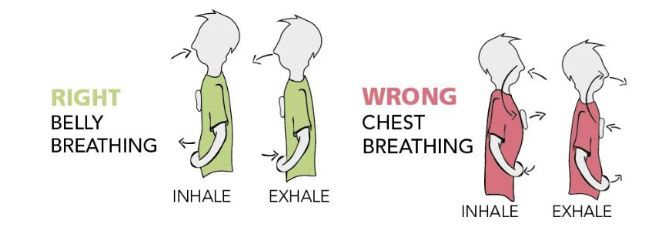 RIGHT
BELLY
BREATHING
INHALE
EXHALE
WRONG
CHEST
BREATHING
INHALE
EXHALE